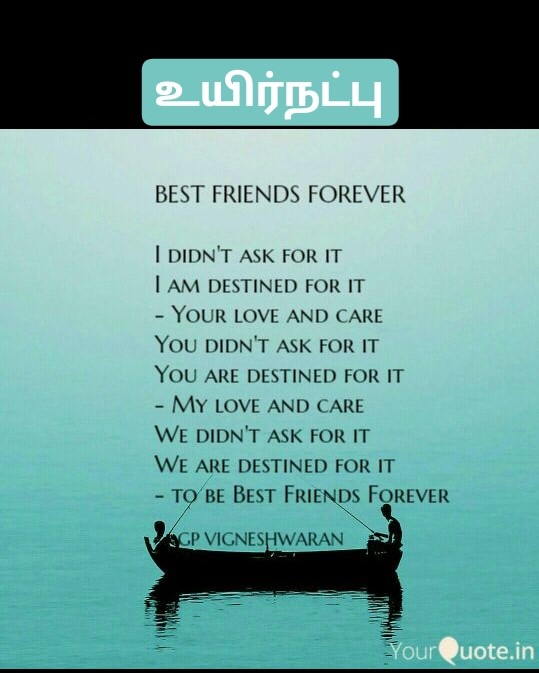 உயிர்நட்பு
BEST FRIENDS FOREVER
I DIDN'T ASK FOR IT
I AM DESTINED FOR IT
- YOUR LOVE AND CARE
YOU DIDN'T ASK FOR IT
YOU ARE DESTINED FOR IT
- MY LOVE AND CARE
WE DIDN'T ASK FOR IT
WE ARE DESTINED FOR IT
- TO BE BEST FRIENDS FOREVER
GP VIGNESHWARAN
YourQuote.in